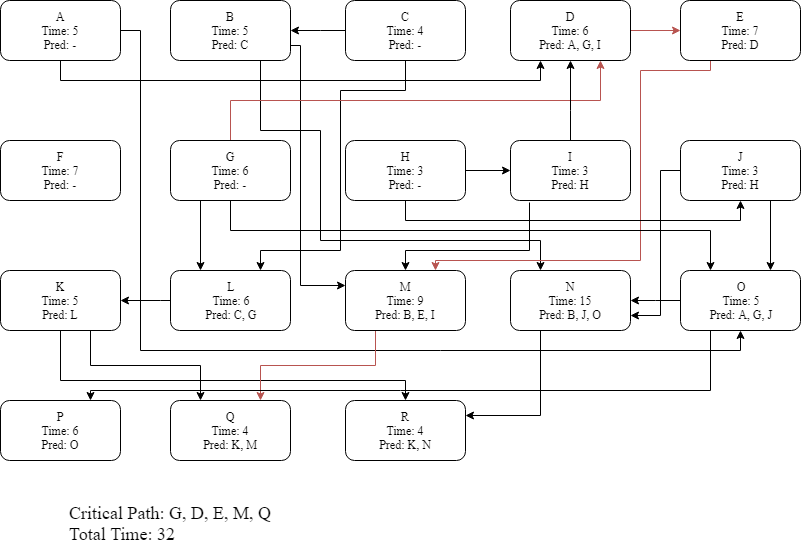 A
Time: 5
Pred: -
B
Time: 5
Pred: C
C
Time: 4
Pred: -
D
Time: 6
Pred: A, G, I
E
Time: 7
Pred: D
F
Time: 7
Pred: -
G
Time: 6
Pred: -
H
Time: 3
Pred: -
I
Time: 3
Pred: H
J
Time: 3
Pred: H
K
Time: 5
Pred: L
L
Time: 6
Pred: C, G
M
Time: 9
Pred: B, E, I
N
Time: 15
Pred: B, J, O
O
Time: 5
Pred: A, G, J
P
Time: 6
Pred: O
Q
Time: 4
Pred: K, M
R
Time: 4
Pred: K, N
Critical Path: G, D, E, M, Q
Total Time: 32